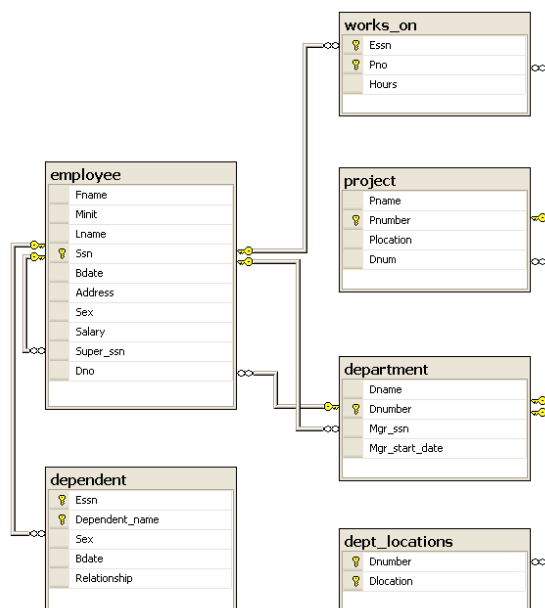 works_on
Essn
Pno
Hours
employee
Fname
Minit
Lname
Ssn
Bdate
Address
Sex
Salary
Super_ssn
Dno
project
Pname
Pnumber
Plocation
Dnum
department
Dname
Dnumber
Mgr_ssn
Mgr_start_date
dependent
Essn
Dependent_name
Sex
Bdate
Relationship
dept_locations
Dnumber
Dlocation